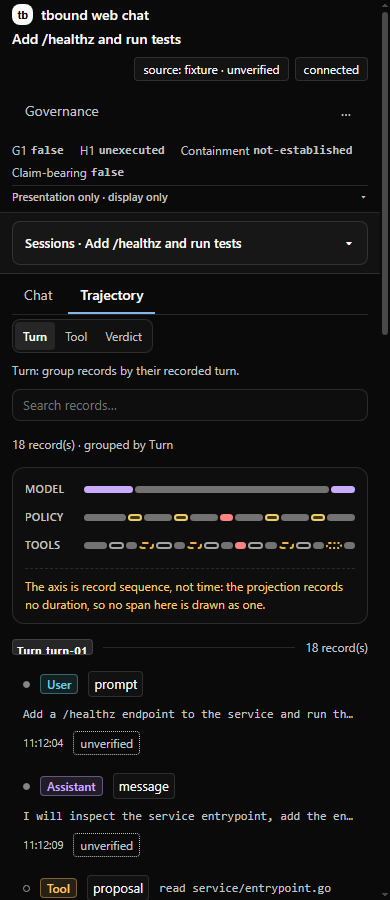 tb tbound web chat
Add /healthz and run tests
source: fixture · unverified connected
Governance ...
G1 false H1 unexecuted Containment not-established
Claim-bearing false
Presentation only · display only
Sessions · Add /healthz and run tests
Chat Trajectory
Turn Tool Verdict
Turn: group records by their recorded turn.
Search records...
18 record(s) · grouped by Turn
MODEL
POLICY
TOOLS
The axis is record sequence, not time: the projection records
no duration, so no span here is drawn as one.
Turn turn-01 18 record(s)
User prompt
Add a /healthz endpoint to the service and run th…
11:12:04 unverified
Assistant message
I will inspect the service entrypoint, add the en…
11:12:09 unverified
Tool proposal read service/entrypoint.go